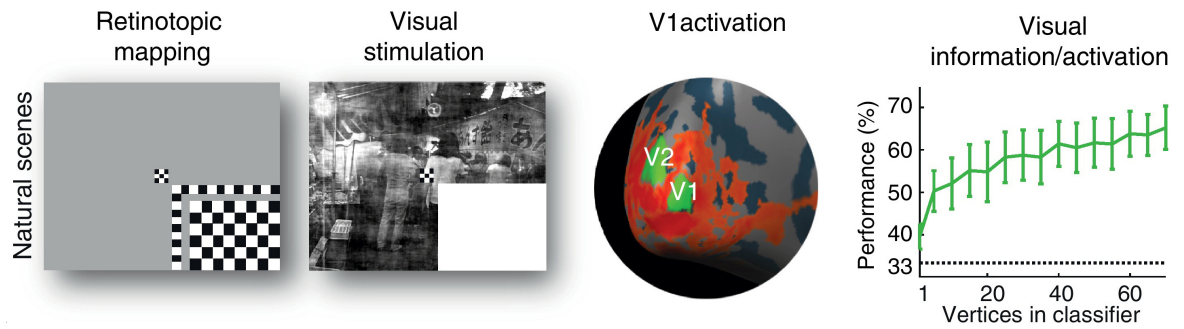 Retinotopic
mapping
Visual
stimulation
V1activation
Visual
information/activation
Natural scenes
あ
V2
V1
Performance (%)
70
60
50
40
33
1
20
40
60
Vertices in classifier